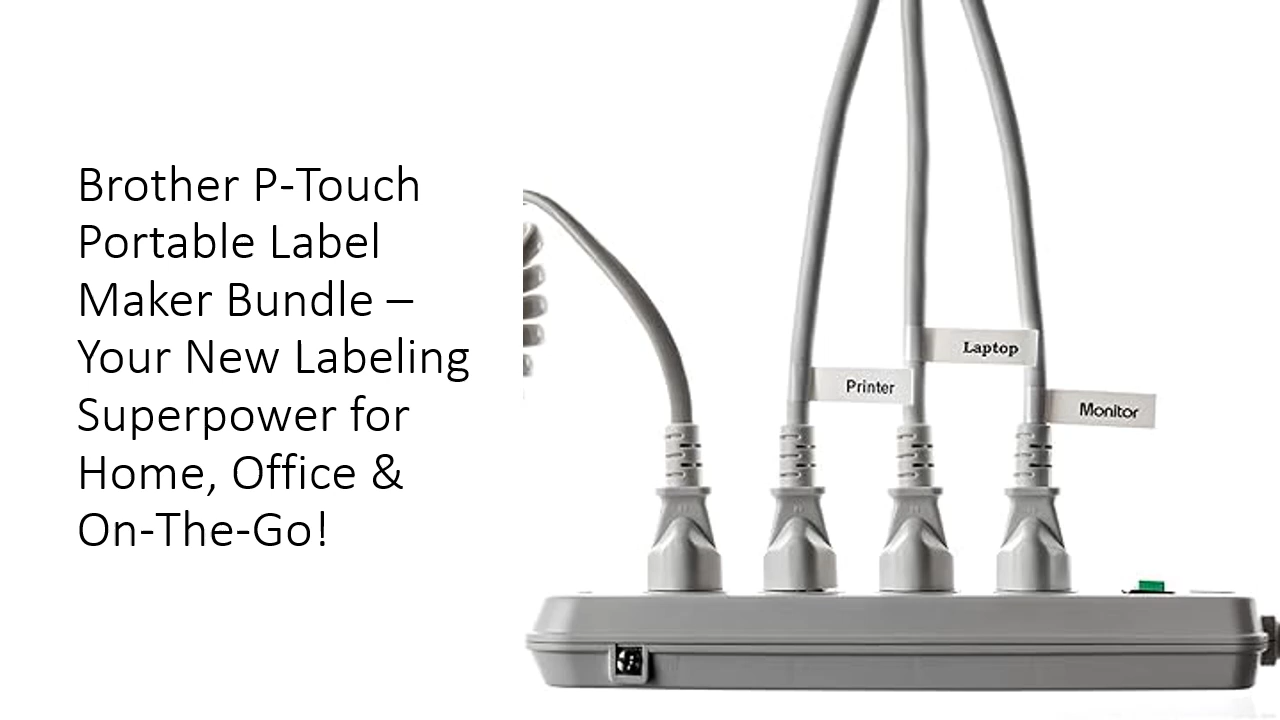 Brother P-Touch
Portable Label
Maker Bundle –
Your New Labeling
Superpower for
Home, Office &
On-The-Go!
Laptop
Printer
Monitor